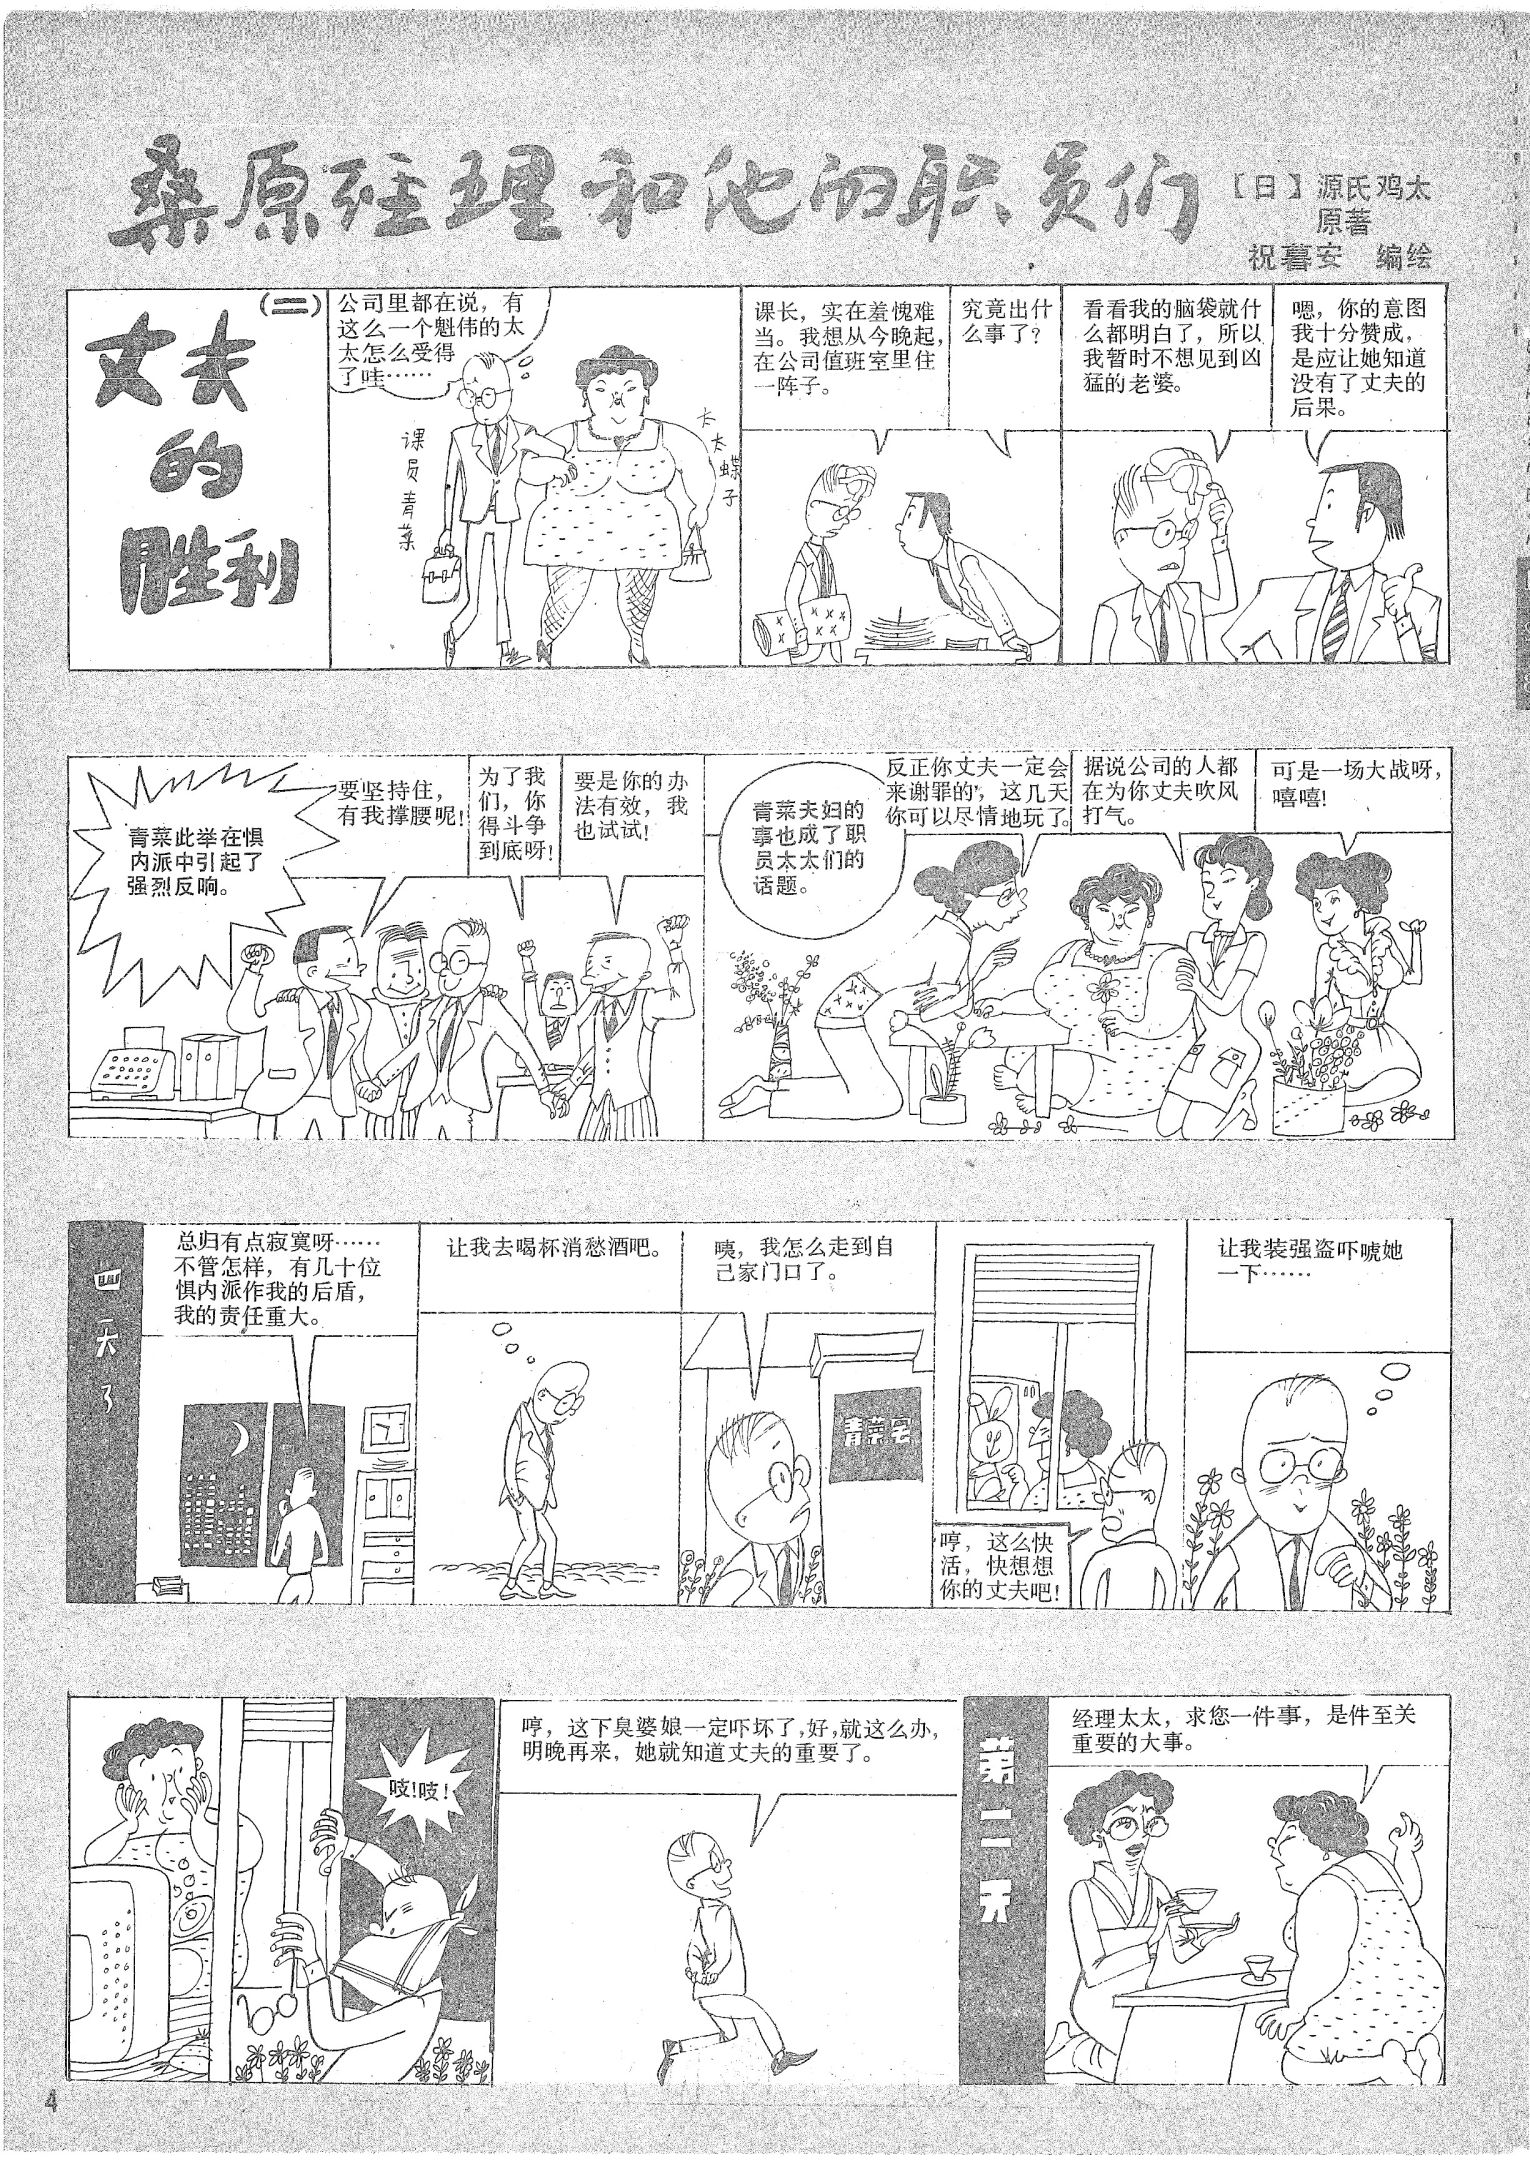 桑原经理和他的职员们
【日】源氏鸡太
原著
祝暮安 编绘
(二)
丈夫
的
胜利
公司里都在说，有
这么一个魁伟的太
太怎么受得
了哇……
课员青菜
太太蝶子
课长，实在羞愧难
当。我想从今晚起，
在公司值班室里住
一阵子。
究竟出什
么事了？
看看我的脑袋就什
么都明白了，所以
我暂时不想见到凶
猛的老婆。
嗯，你的意图
我十分赞成，
是应让她知道
没有了丈夫的
后果。
青菜此举在惧
内派中引起了
强烈反响。
要坚持住，
有我撑腰呢！
为了我
们，你
得斗争
到底呀！
要是你的办
法有效，我
也试试！
青菜夫妇的
事也成了职
员太太们的
话题。
反正你丈夫一定会
来谢罪的，这几天
你可以尽情地玩了。
据说公司的人都
在为你丈夫吹风
打气。
可是一场大战呀，
嘻嘻！
四天了
总归有点寂寞呀……
不管怎样，有几十位
惧内派作我的后盾，
我的责任重大。
让我去喝杯消愁酒吧。
咦，我怎么走到自
己家门口了。
青菜宅
哼，这么快
活，快想想
你的丈夫吧！
让我装强盗吓唬她
一下……
吱！吱！
哼，这下臭婆娘一定吓坏了，好，就这么办，
明晚再来，她就知道丈夫的重要了。
第二天
经理太太，求您一件事，是件至关
重要的大事。
4